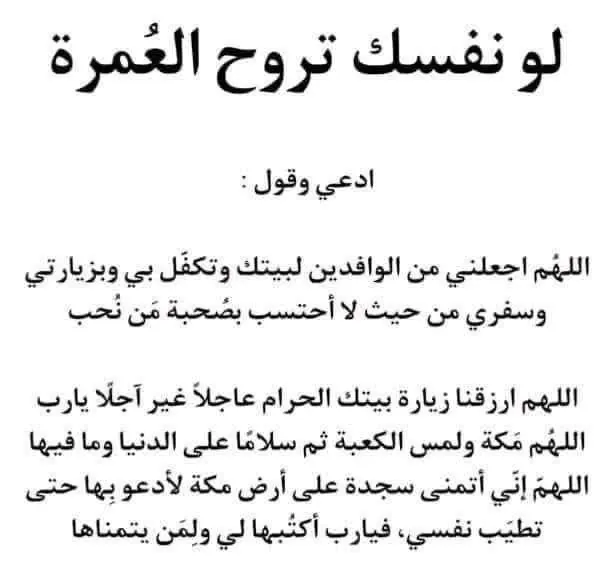 لو نفسك تروح العُمرة
ادعي وقول :
اللهُم اجعلني من الوافدين لبيتك وتكفَّل بي وبزيارتي
وسفري من حيث لا أحتسب بصُحبة مَن نُحب
اللهم ارزقنا زيارة بيتك الحرام عاجلاً غير آجلًا يارب
اللهُم مَكة ولمس الكعبة ثم سلامًا على الدنيا وما فيها
اللهمّ إنّي أتمنى سجدة على أرض مكة لأدعو بِها حتى
تطيَب نفسي، فيارب أكتُبها لي ولِمَن يتمناها